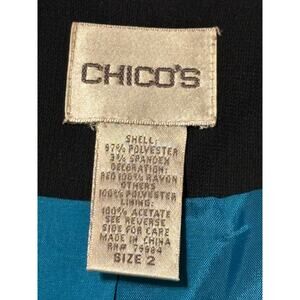 CHICO'S
SHELL:
97% POLYESTER
3% SPANDEX
DECORATION:
RED 100% RAYON
OTHERS
100% POLYESTER
LINING:
100% ACETATE
SEE REVERSE
SIDE FOR CARE
MADE IN CHINA
RN# 79984
SIZE 2